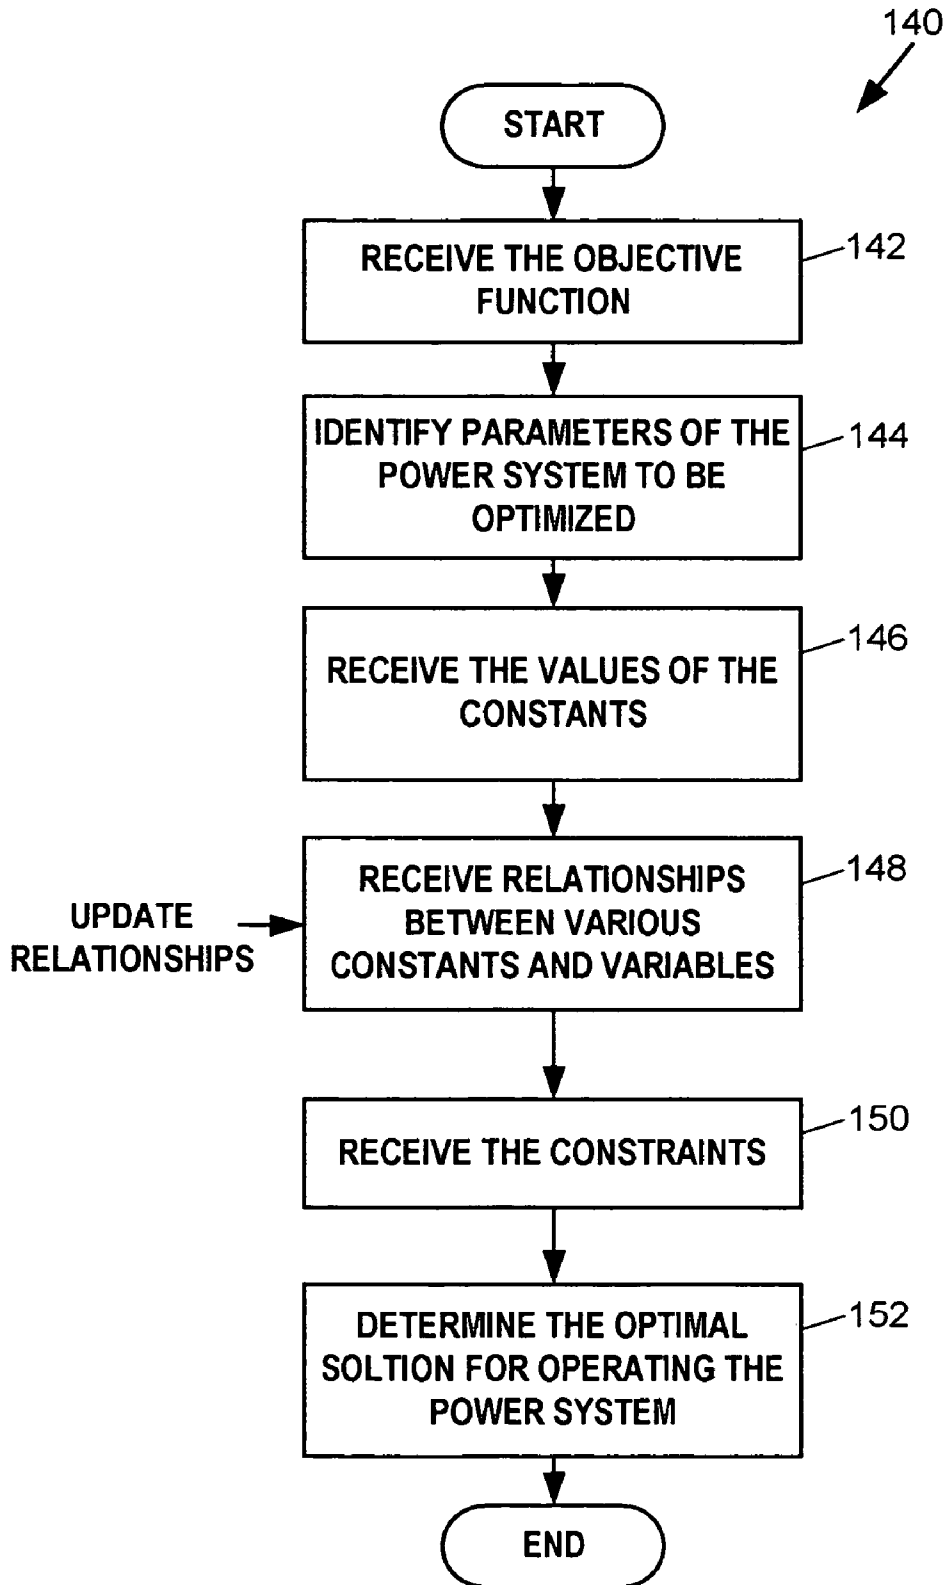 140
START
RECEIVE THE OBJECTIVE
FUNCTION
142
IDENTIFY PARAMETERS OF THE
POWER SYSTEM TO BE
OPTIMIZED
144
RECEIVE THE VALUES OF THE
CONSTANTS
146
UPDATE
RELATIONSHIPS
RECEIVE RELATIONSHIPS
BETWEEN VARIOUS
CONSTANTS AND VARIABLES
148
RECEIVE THE CONSTRAINTS
150
DETERMINE THE OPTIMAL
SOLTION FOR OPERATING THE
POWER SYSTEM
152
END